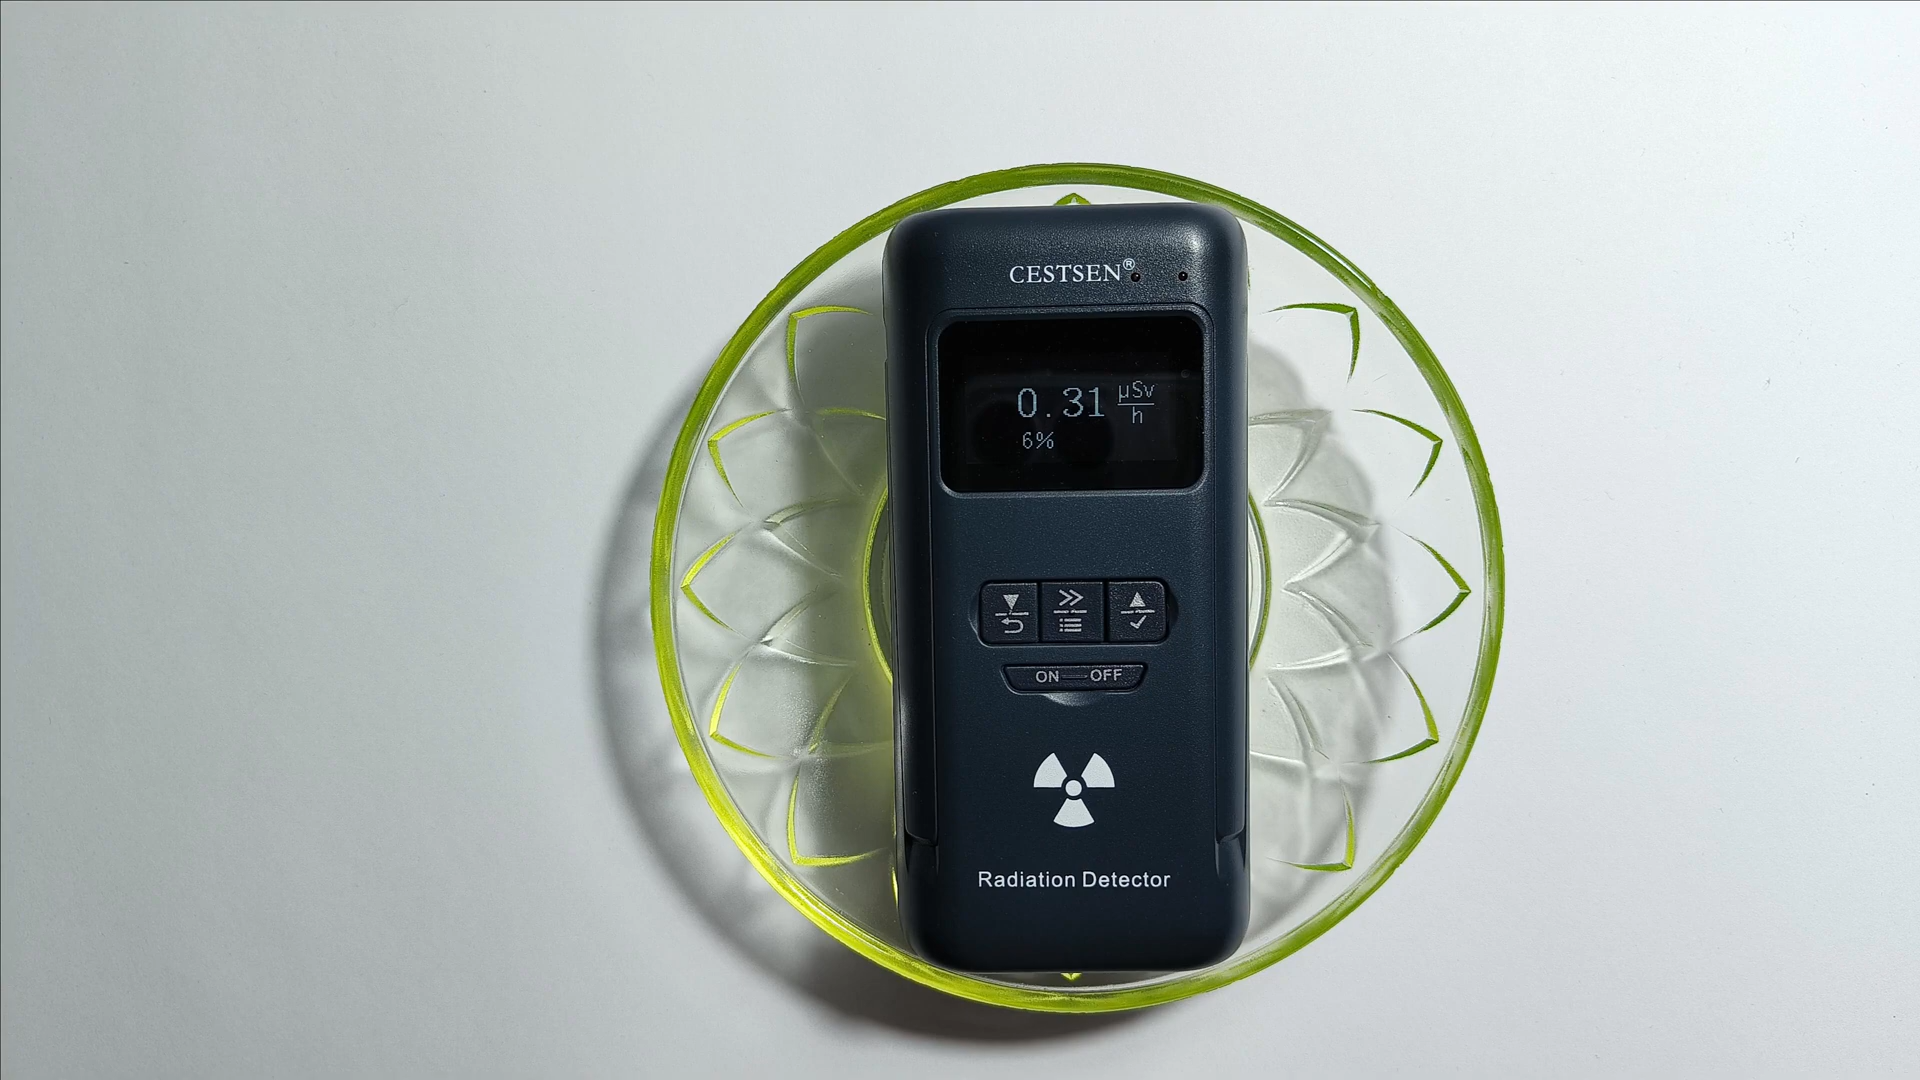 CESTSEN®
0.31 µSv/h
6%
ON OFF
Radiation Detector